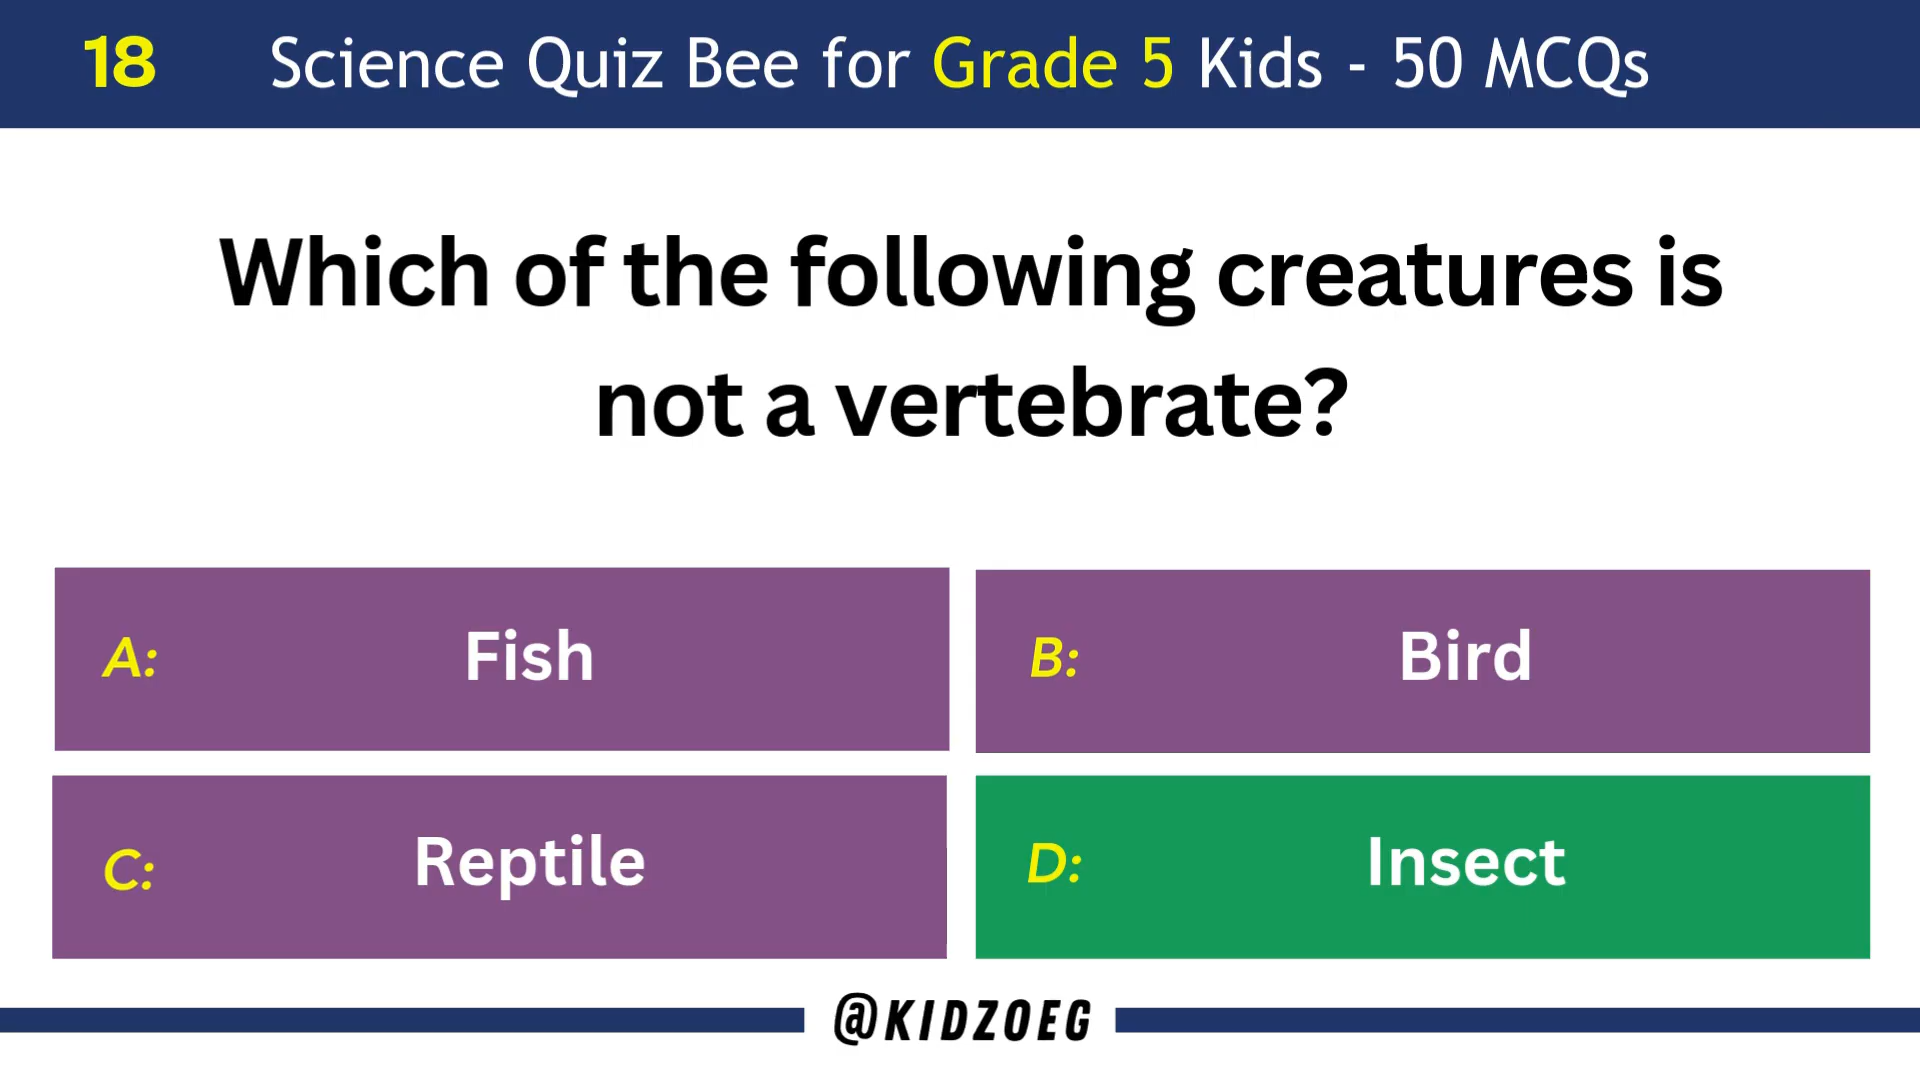 18 Science Quiz Bee for Grade 5 Kids - 50 MCQs
Which of the following creatures is
not a vertebrate?
A: Fish
B: Bird
C: Reptile
D: Insect
@KIDZOEG